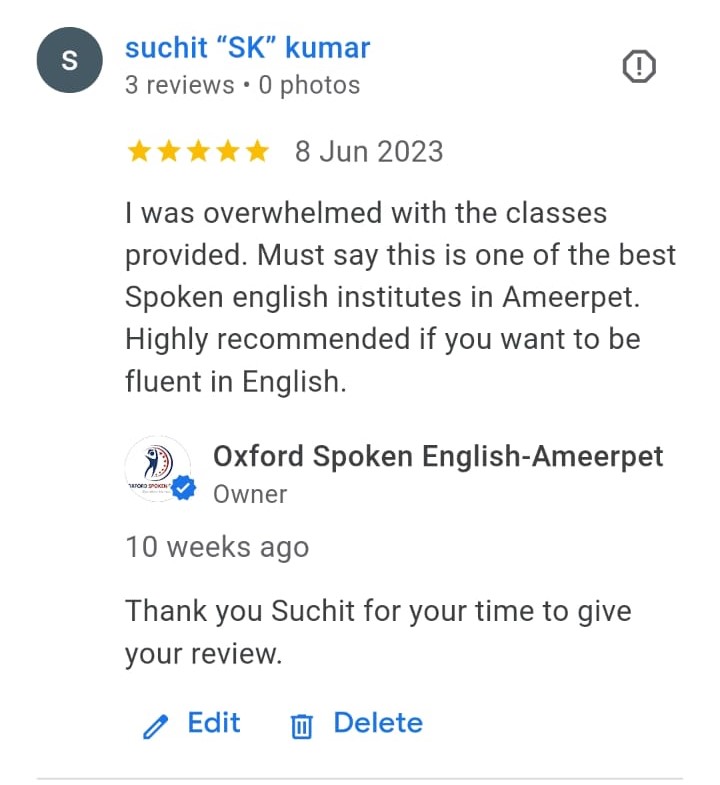 S
suchit “SK” kumar
3 reviews • 0 photos
8 Jun 2023
I was overwhelmed with the classes
provided. Must say this is one of the best
Spoken english institutes in Ameerpet.
Highly recommended if you want to be
fluent in English.
Oxford Spoken English-Ameerpet
Owner
10 weeks ago
Thank you Suchit for your time to give
your review.
Edit
Delete